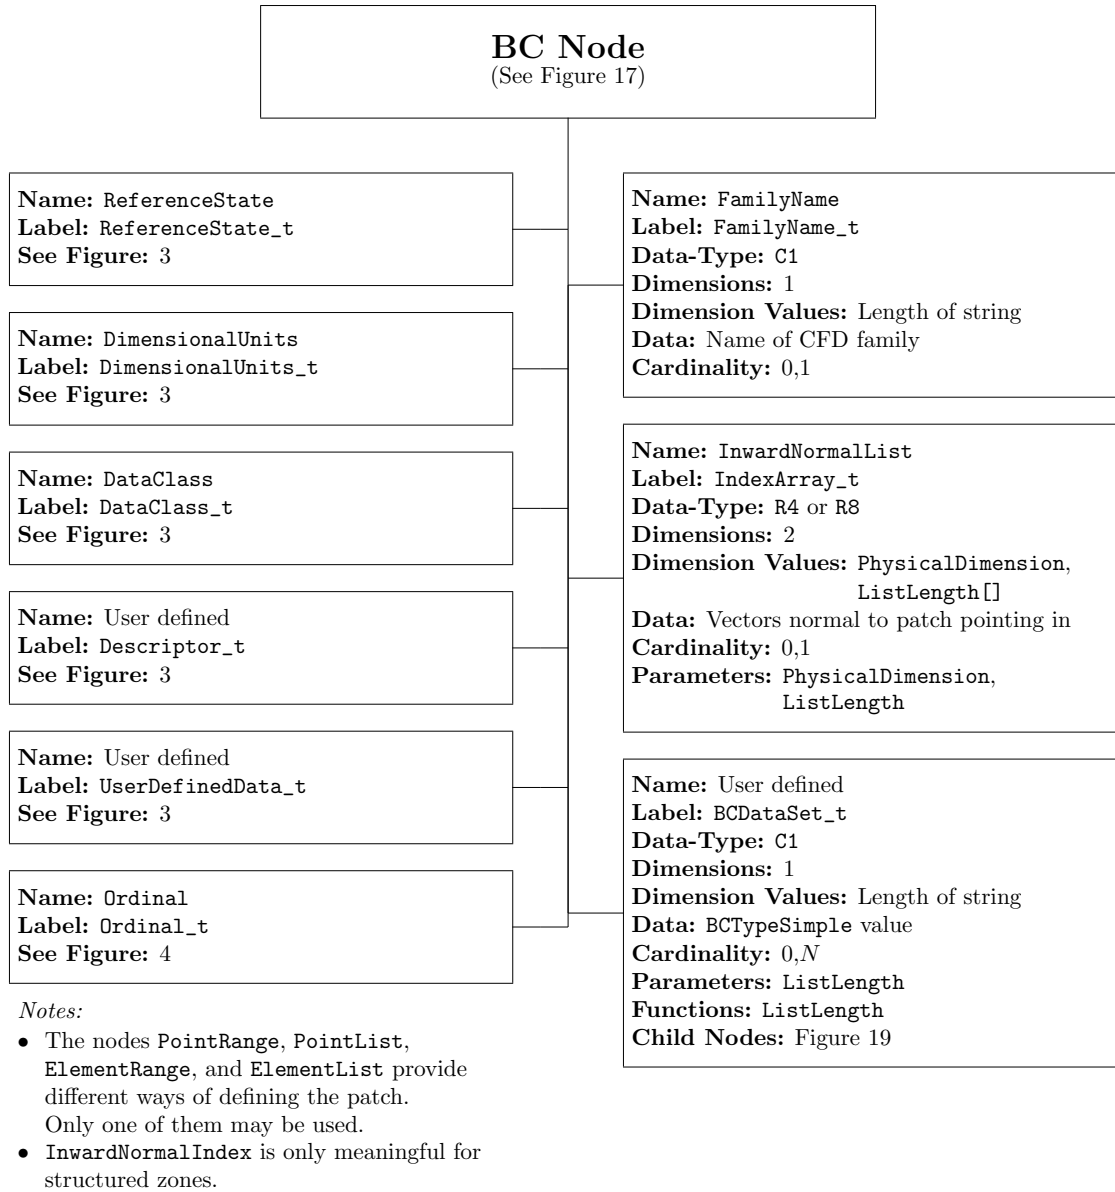 BC Node
(See Figure 17)
Name: ReferenceState
Label: ReferenceState_t
See Figure: 3
Name: DimensionalUnits
Label: DimensionalUnits_t
See Figure: 3
Name: DataClass
Label: DataClass_t
See Figure: 3
Name: User defined
Label: Descriptor_t
See Figure: 3
Name: User defined
Label: UserDefinedData_t
See Figure: 3
Name: Ordinal
Label: Ordinal_t
See Figure: 4
Notes:
• The nodes PointRange, PointList,
ElementRange, and ElementList provide
different ways of defining the patch.
Only one of them may be used.
• InwardNormalIndex is only meaningful for
structured zones.
Name: FamilyName
Label: FamilyName_t
Data-Type: C1
Dimensions: 1
Dimension Values: Length of string
Data: Name of CFD family
Cardinality: 0,1
Name: InwardNormalList
Label: IndexArray_t
Data-Type: R4 or R8
Dimensions: 2
Dimension Values: PhysicalDimension,
ListLength[]
Data: Vectors normal to patch pointing in
Cardinality: 0,1
Parameters: PhysicalDimension,
ListLength
Name: User defined
Label: BCDataSet_t
Data-Type: C1
Dimensions: 1
Dimension Values: Length of string
Data: BCTypeSimple value
Cardinality: 0,N
Parameters: ListLength
Functions: ListLength
Child Nodes: Figure 19